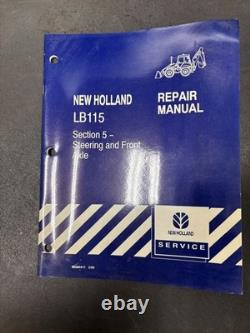 NEW HOLLAND
LB115
Section 5 –
Steering and Front
Axle
REPAIR
MANUAL
NEW HOLLAND
SERVICE